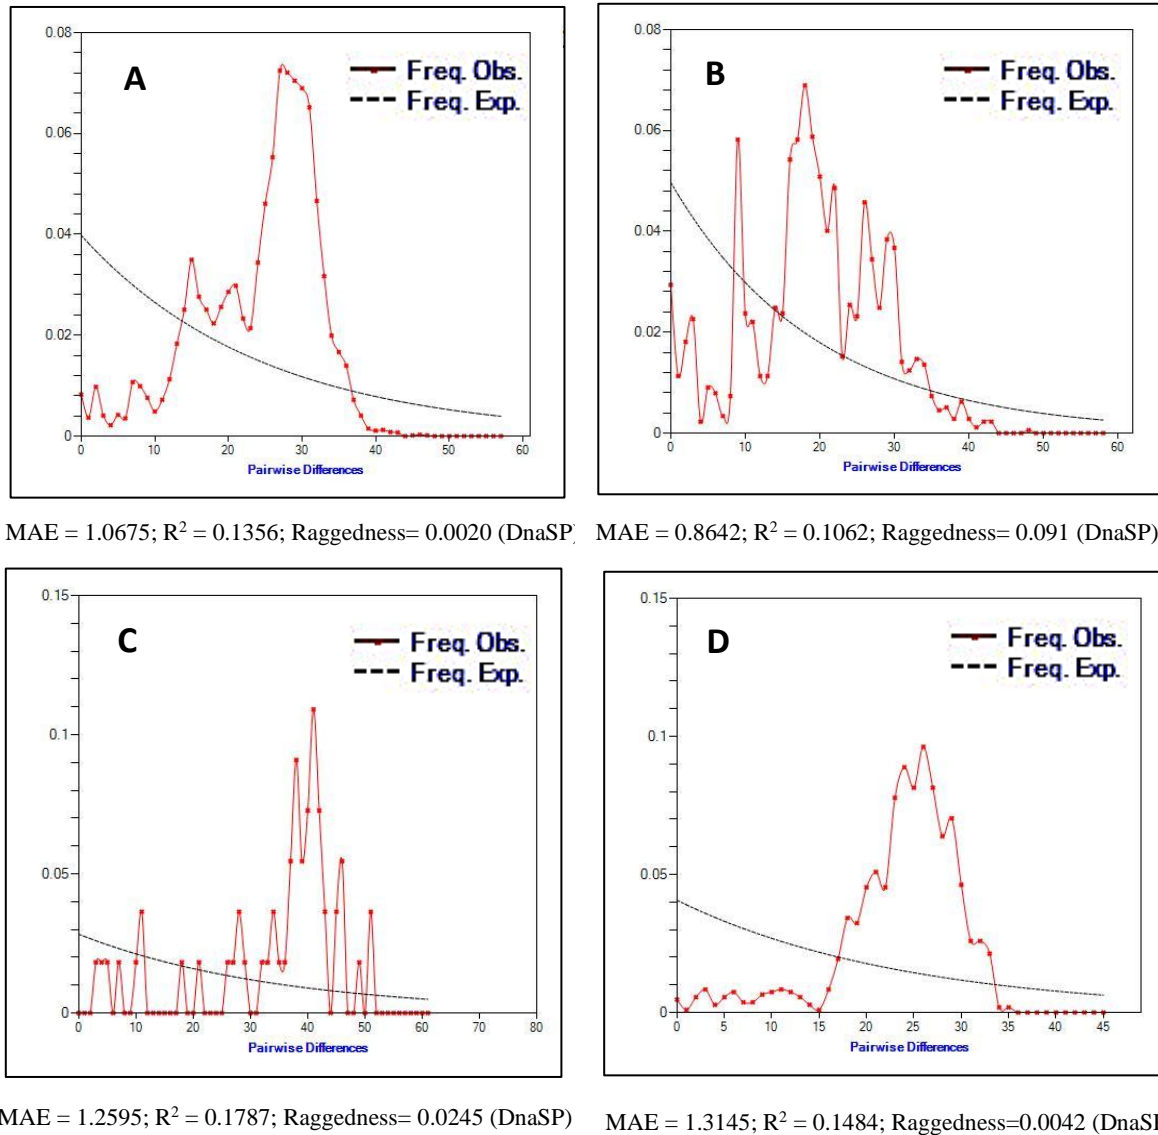 A
Freq. Obs.
Freq. Exp.
0.08
0.06
0.04
0.02
0
0 10 20 30 40 50 60
Pairwise Differences
MAE = 1.0675; R² = 0.1356; Raggedness= 0.0020 (DnaSP)
B
Freq. Obs.
Freq. Exp.
0.08
0.06
0.04
0.02
0
0 10 20 30 40 50 60
Pairwise Differences
MAE = 0.8642; R² = 0.1062; Raggedness= 0.091 (DnaSP)
C
Freq. Obs.
Freq. Exp.
0.15
0.1
0.05
0
0 10 20 30 40 50 60 70 80
Pairwise Differences
MAE = 1.2595; R² = 0.1787; Raggedness= 0.0245 (DnaSP)
D
Freq. Obs.
Freq. Exp.
0.15
0.1
0.05
0
0 5 10 15 20 25 30 35 40 45
Pairwise Differences
MAE = 1.3145; R² = 0.1484; Raggedness=0.0042